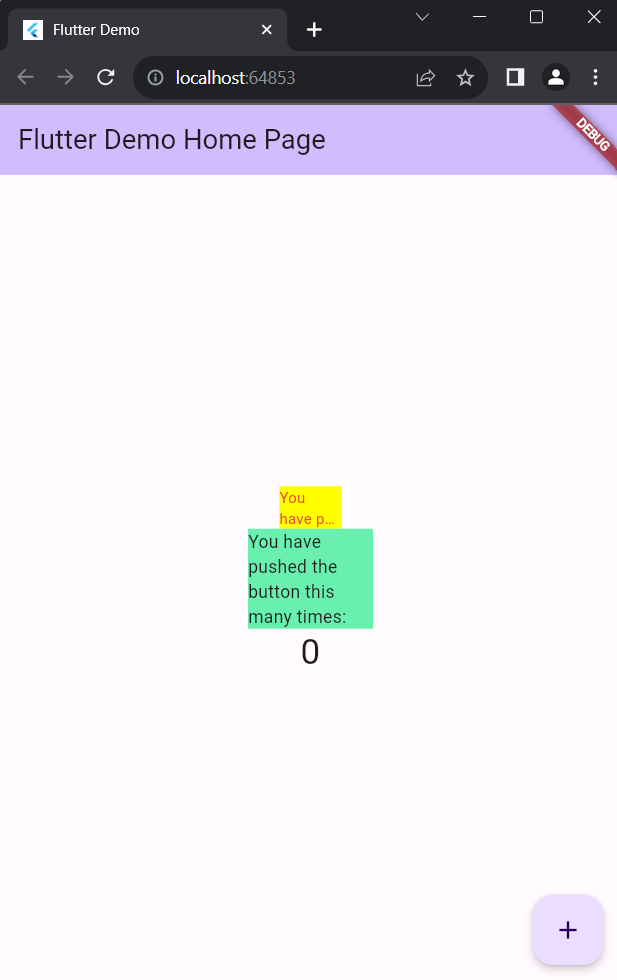 Flutter Demo
localhost:64853
Flutter Demo Home Page
DEBUG
You
have p...
You have
pushed the
button this
many times:
0